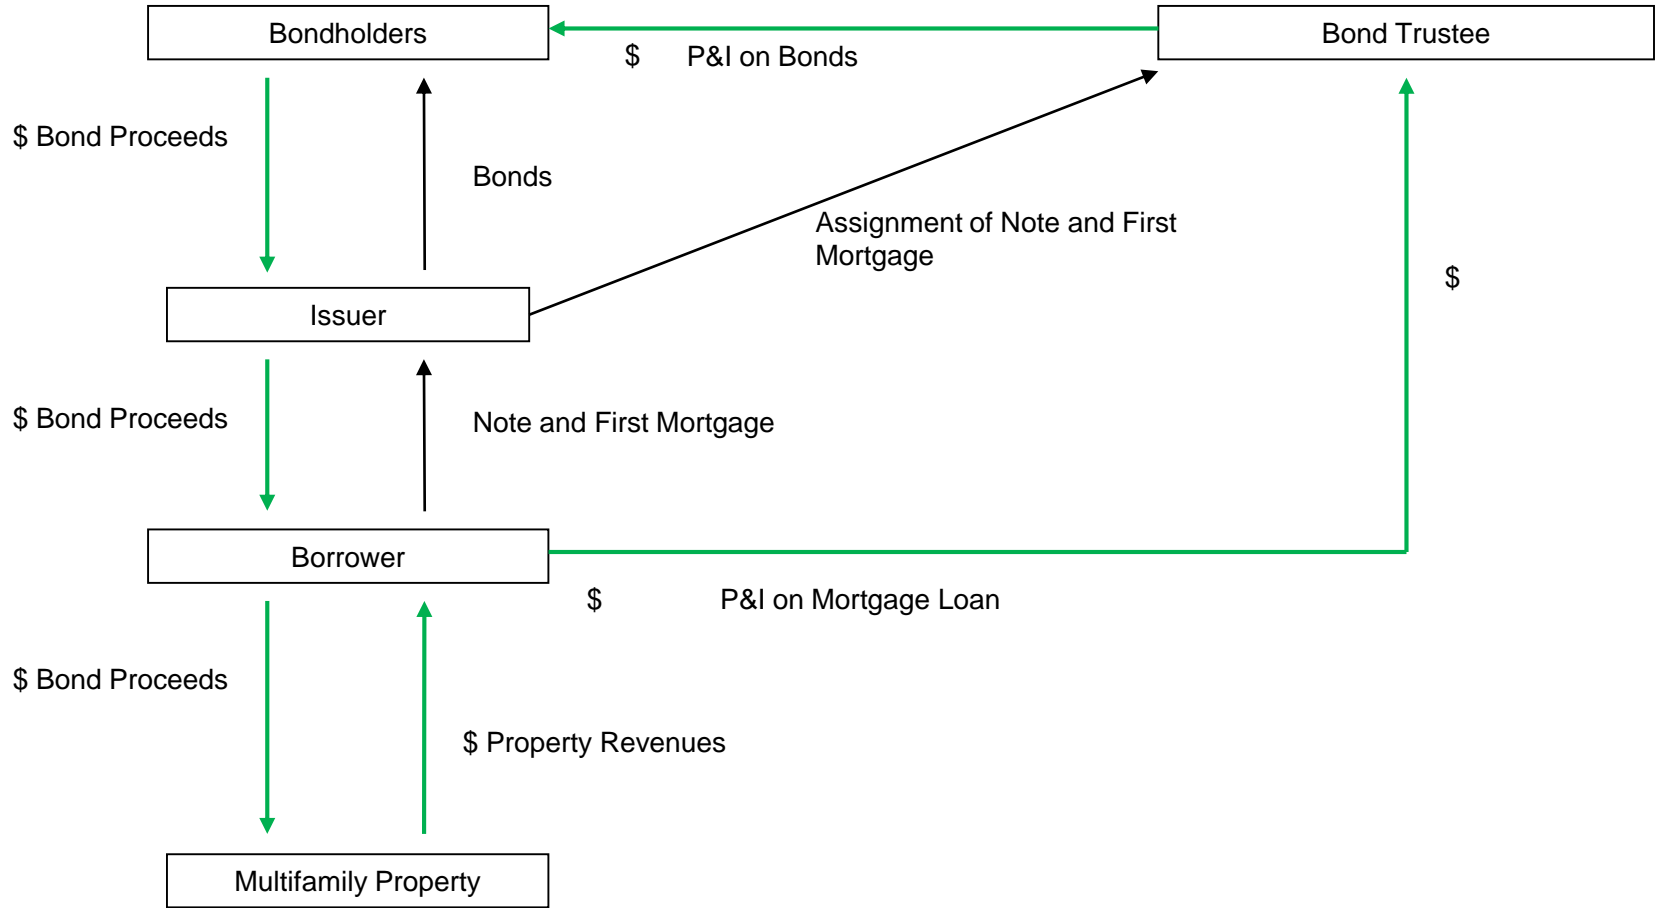 Bondholders
Bond Trustee
$ P&I on Bonds
$ Bond Proceeds
Bonds
Assignment of Note and First
Mortgage
$
Issuer
$ Bond Proceeds
Note and First Mortgage
Borrower
$ P&I on Mortgage Loan
$ Bond Proceeds
$ Property Revenues
Multifamily Property